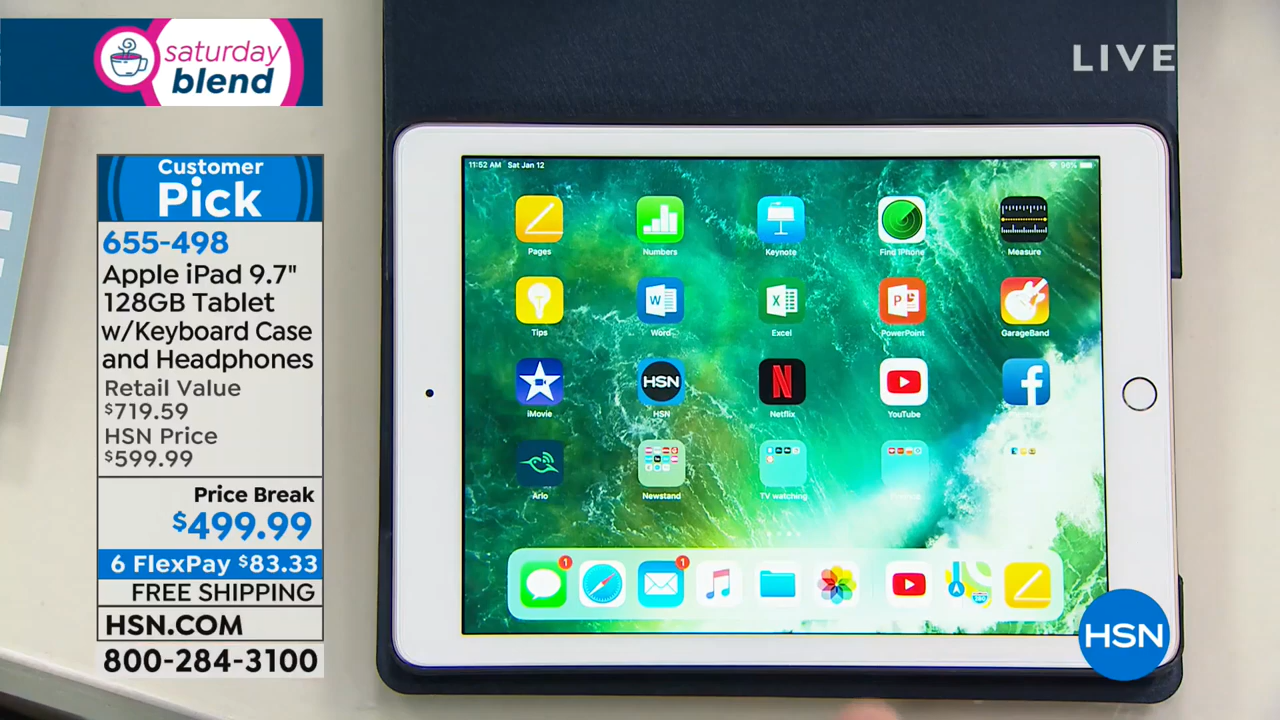 saturday
blend
LIVE
Customer
Pick
655-498
Apple iPad 9.7"
128GB Tablet
w/Keyboard Case
and Headphones
Retail Value
$719.59
HSN Price
$599.99
Price Break
$499.99
6 FlexPay $83.33
FREE SHIPPING
HSN.COM
800-284-3100
11:52 AM Sat Jan 12
Pages Numbers Keynote Find iPhone Measure
W X P
Tips Word Excel PowerPoint GarageBand
HSN N f
iMovie HSN Netflix YouTube Facebook
Arlo Newstand TV watching
1 1
HSN